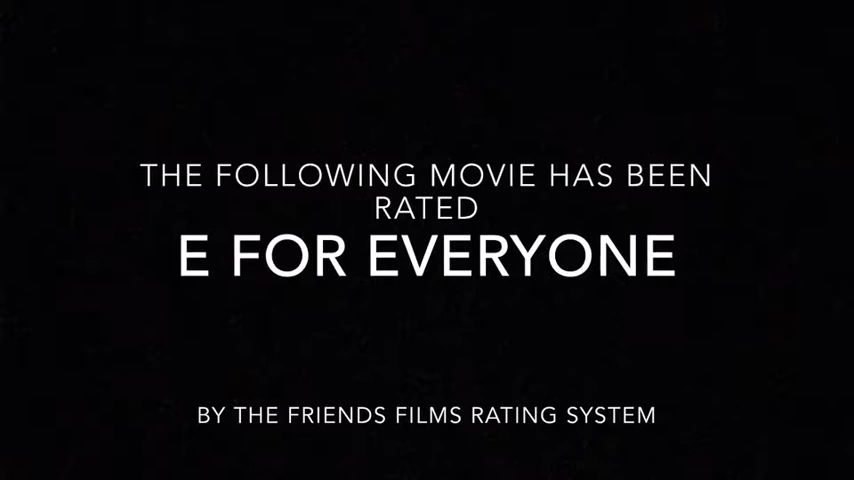 THE FOLLOWING MOVIE HAS BEEN
RATED
E FOR EVERYONE
BY THE FRIENDS FILMS RATING SYSTEM